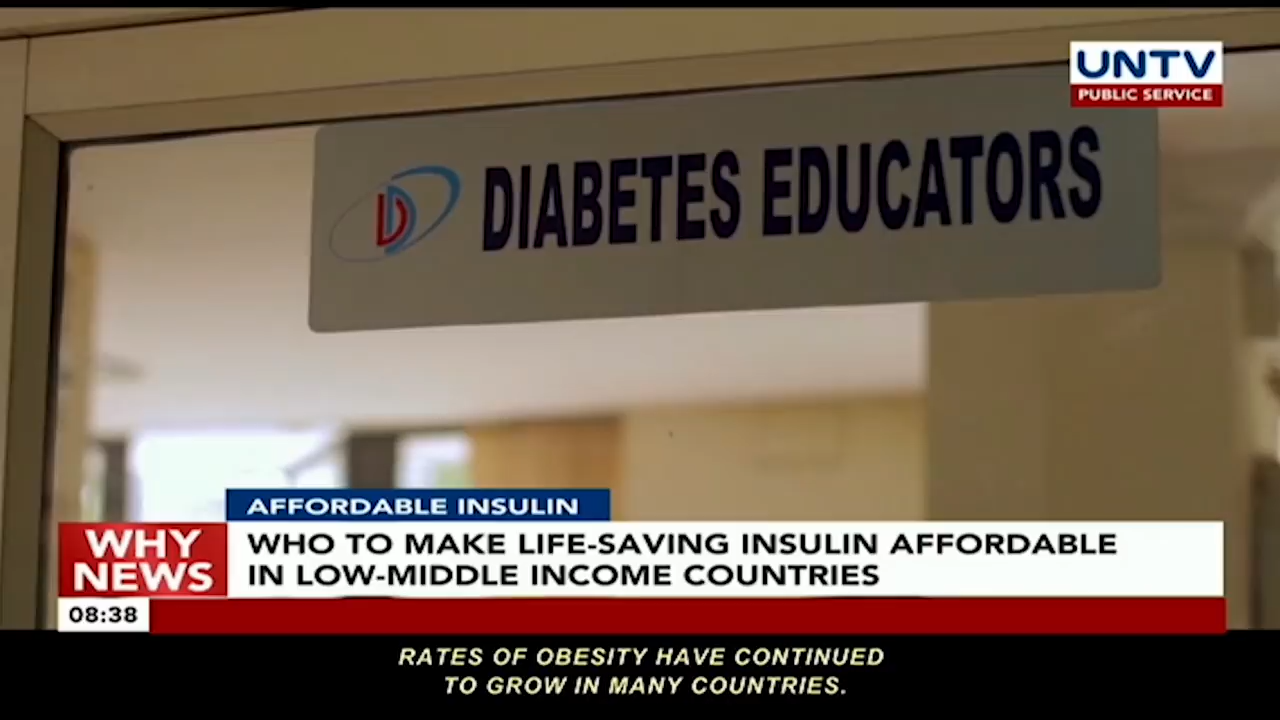 UNTV
PUBLIC SERVICE
DIABETES EDUCATORS
AFFORDABLE INSULIN
WHY NEWS
WHO TO MAKE LIFE-SAVING INSULIN AFFORDABLE
IN LOW-MIDDLE INCOME COUNTRIES
08:38
RATES OF OBESITY HAVE CONTINUED
TO GROW IN MANY COUNTRIES.